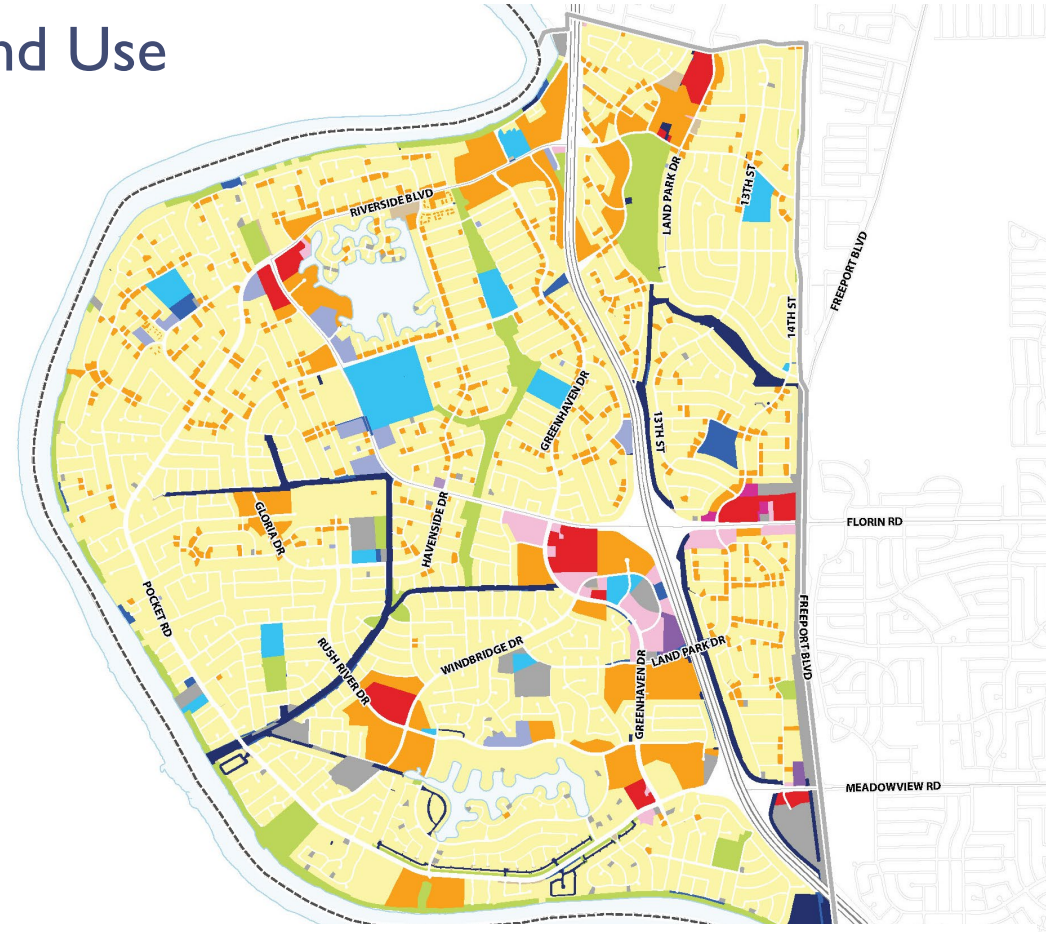 nd Use
RIVERSIDE BLVD
LAND PARK DR
13TH ST
FREEPORT BLVD
14TH ST
GREENHAVEN DR
13TH ST
FLORIN RD
GLORIA DR
HAVENSIDE DR
POCKET RD
RUSH RIVER DR
WINDBRIDGE DR
LAND PARK DR
GREENHAVEN DR
FREEPORT BLVD
MEADOWVIEW RD